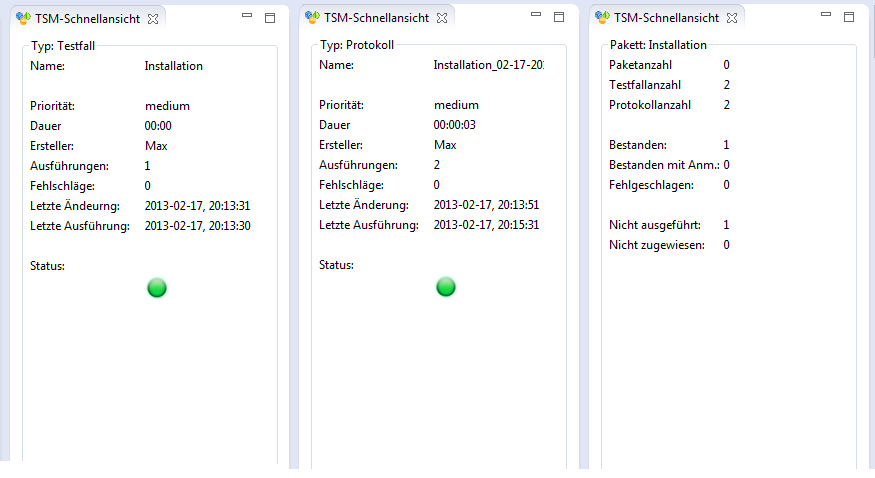 TSM-Schnellansicht
Typ: Testfall
Name: Installation
Priorität: medium
Dauer 00:00
Ersteller: Max
Ausführungen: 1
Fehlschläge: 0
Letzte Ändeurng: 2013-02-17, 20:13:31
Letzte Ausführung: 2013-02-17, 20:13:30
Status:
TSM-Schnellansicht
Typ: Protokoll
Name: Installation_02-17-20
Priorität: medium
Dauer 00:00:03
Ersteller: Max
Ausführungen: 2
Fehlschläge: 0
Letzte Änderung: 2013-02-17, 20:13:51
Letzte Ausführung: 2013-02-17, 20:15:31
Status:
TSM-Schnellansicht
Pakett: Installation
Paketanzahl 0
Testfallanzahl 2
Protokollanzahl 2
Bestanden: 1
Bestanden mit Anm.: 0
Fehlgeschlagen: 0
Nicht ausgeführt: 1
Nicht zugewiesen: 0